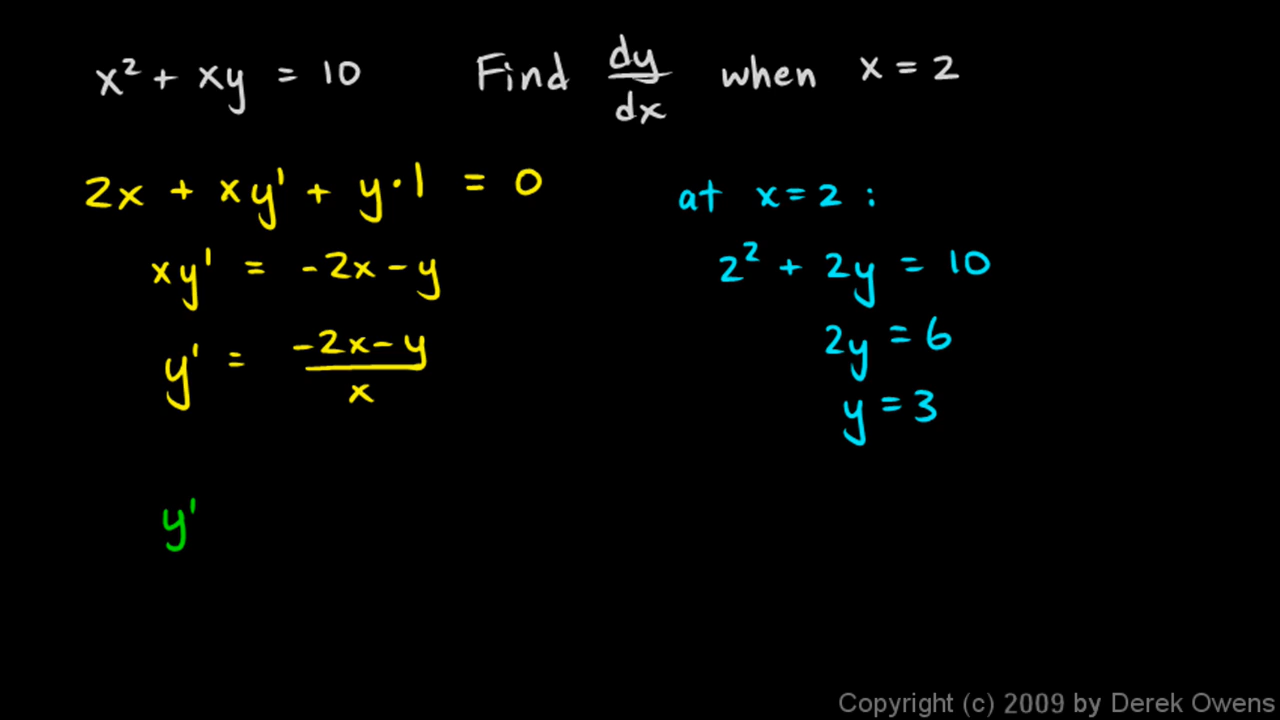 x² + xy = 10 Find dy/dx when x = 2
2x + xy' + y·1 = 0
xy' = -2x - y
y' = (-2x - y)/x
y'
at x = 2 :
2² + 2y = 10
2y = 6
y = 3
Copyright (c) 2009 by Derek Owens